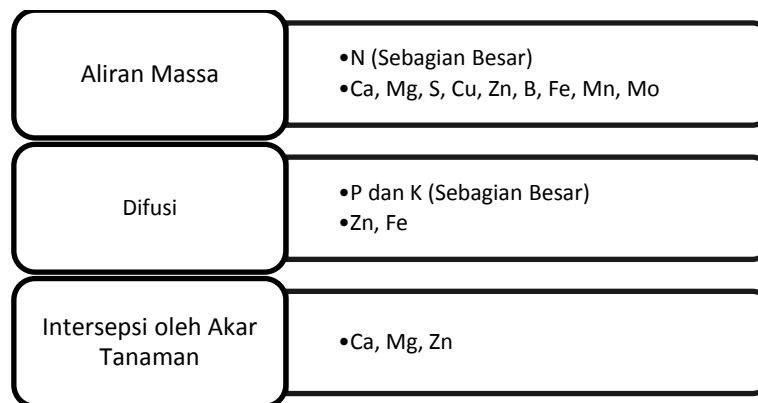 Aliran Massa
•N (Sebagian Besar)
•Ca, Mg, S, Cu, Zn, B, Fe, Mn, Mo
Difusi
•P dan K (Sebagian Besar)
•Zn, Fe
Intersepsi oleh Akar
Tanaman
•Ca, Mg, Zn